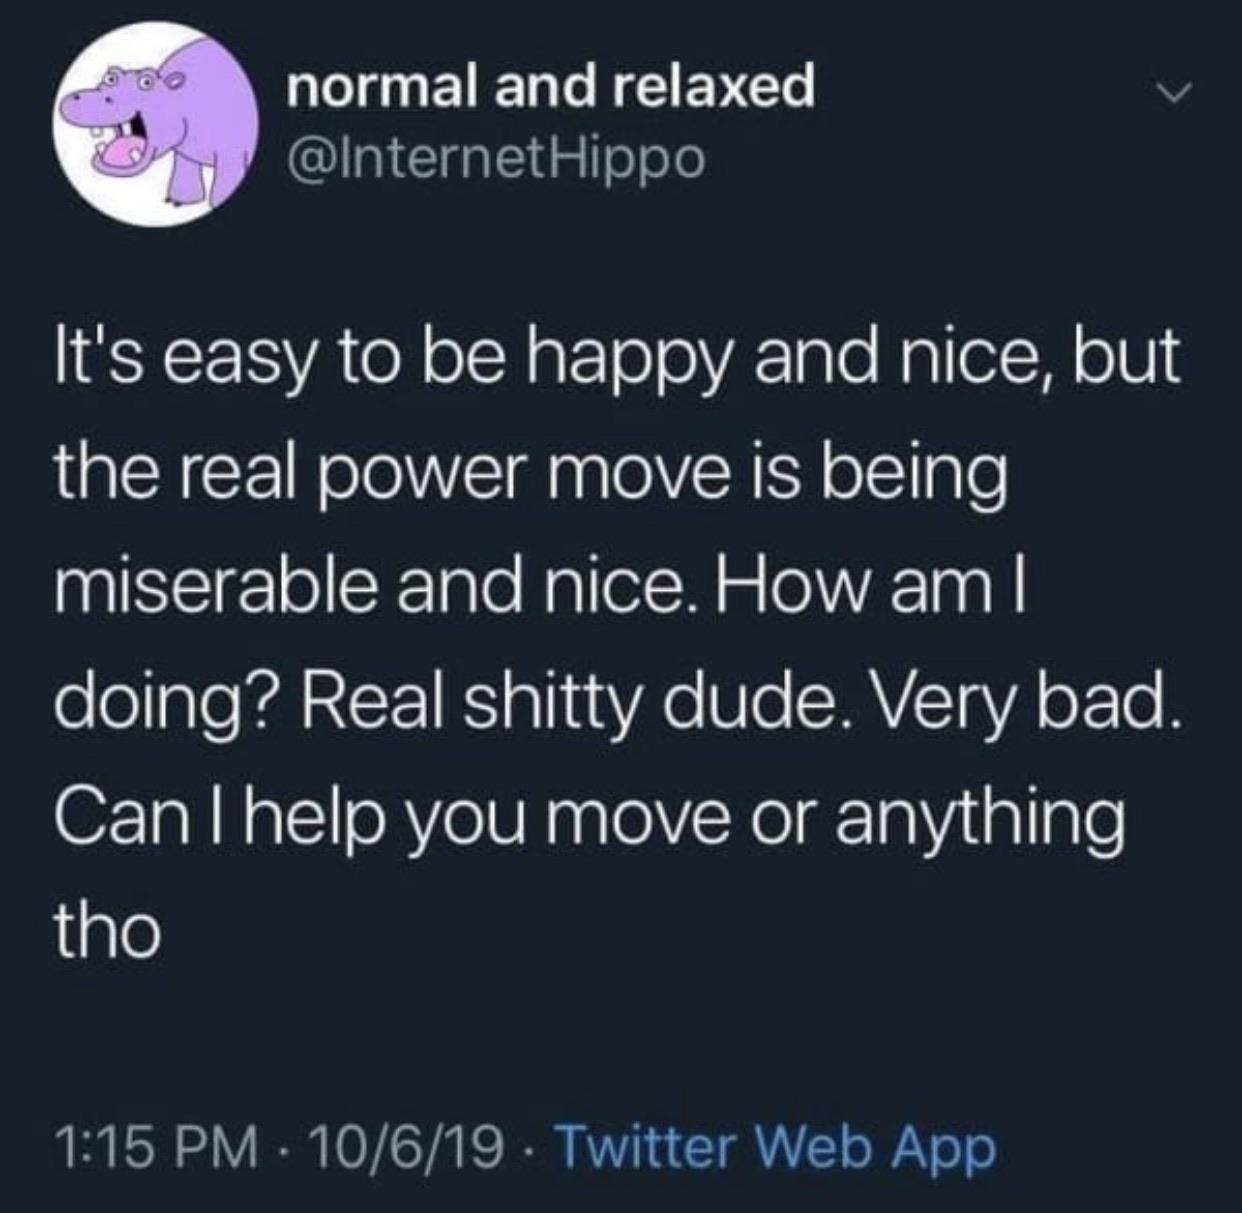 normal and relaxed
@InternetHippo
It's easy to be happy and nice, but
the real power move is being
miserable and nice. How am I
doing? Real shitty dude. Very bad.
Can I help you move or anything
tho
1:15 PM · 10/6/19 · Twitter Web App